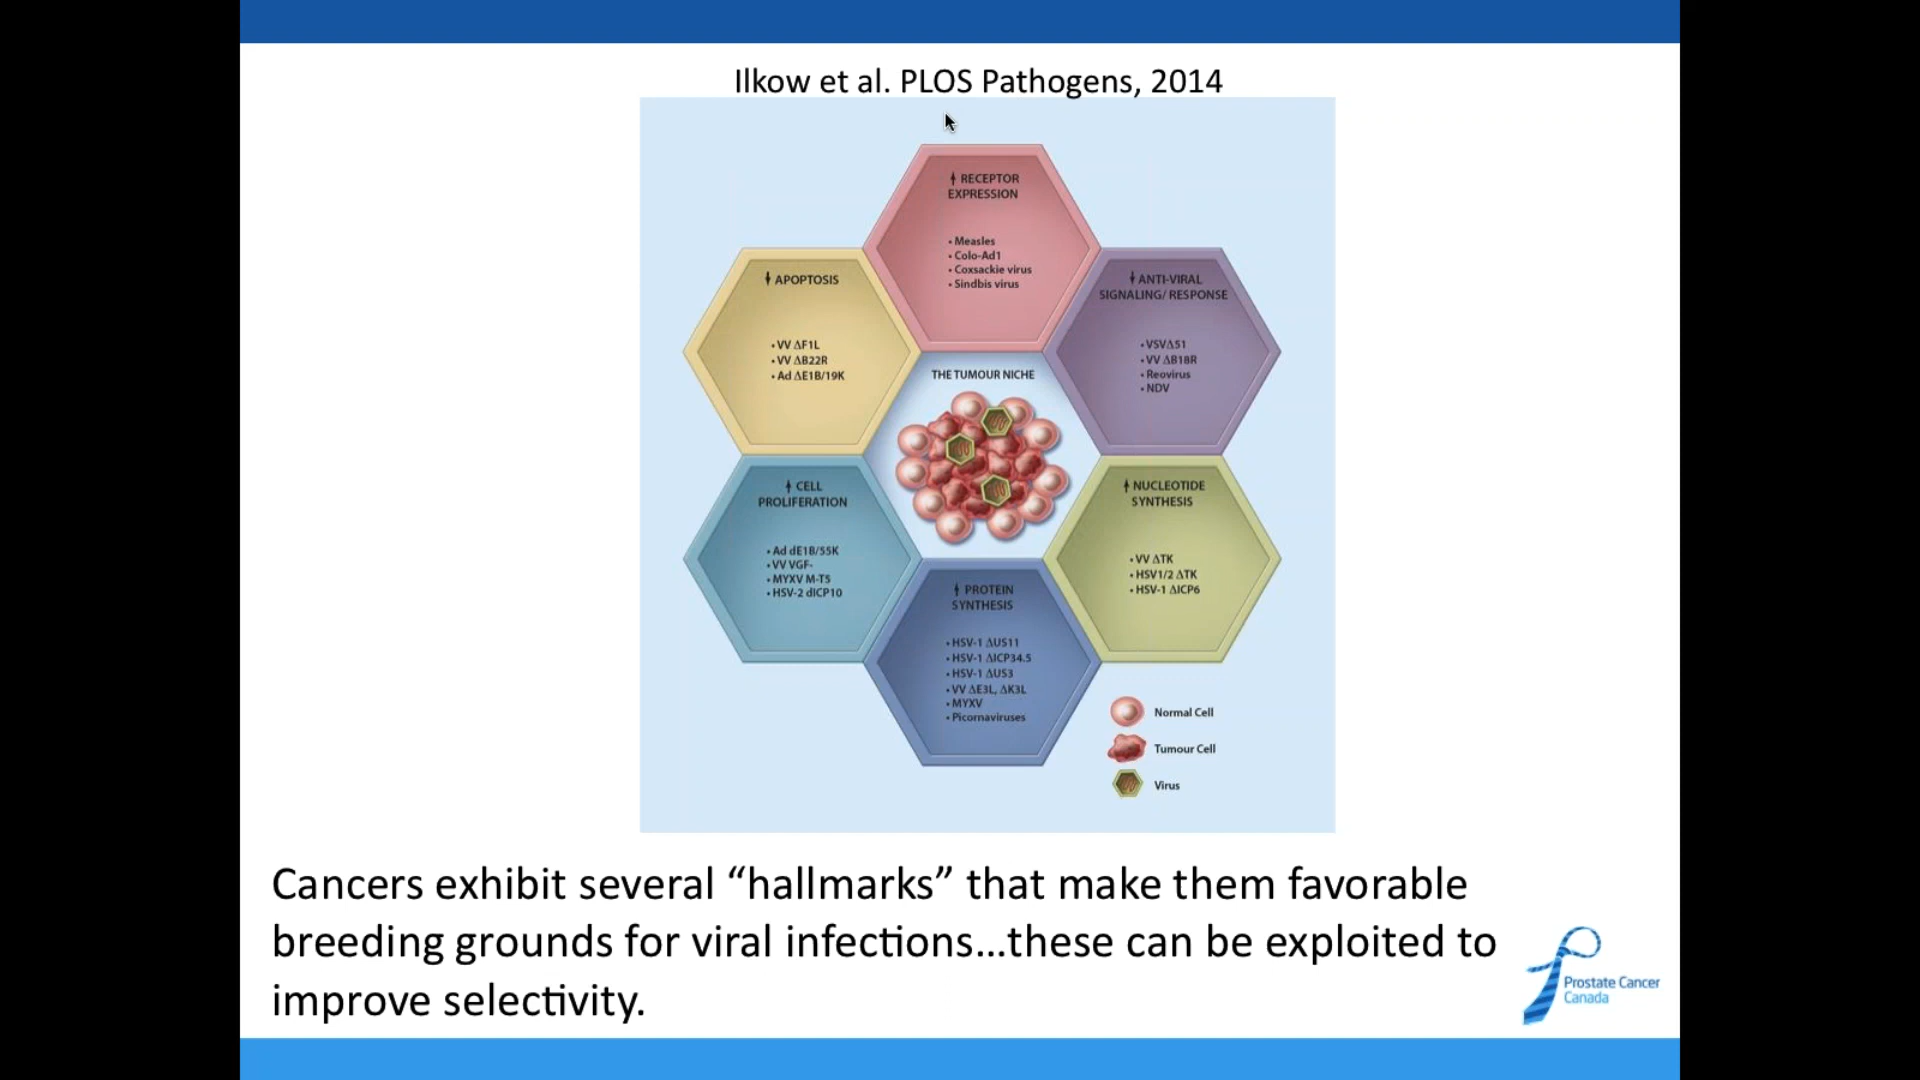 Ilkow et al. PLOS Pathogens, 2014
RECEPTOR
EXPRESSION
• Measles
• Colo-Ad1
• Coxsackie virus
• Sindbis virus
APOPTOSIS
• VV ΔF1L
• VV ΔB22R
• Ad ΔE1B/19K
ANTI-VIRAL
SIGNALING/ RESPONSE
• VSVΔ51
• VV ΔB18R
• Reovirus
• NDV
THE TUMOUR NICHE
CELL
PROLIFERATION
• Ad dE1B/55K
• VV VGF-
• MYXV M-T5
• HSV-2 dICP10
NUCLEOTIDE
SYNTHESIS
• VV ΔTK
• HSV1/2 ΔTK
• HSV-1 ΔICP6
PROTEIN
SYNTHESIS
• HSV-1 ΔUS11
• HSV-1 ΔICP34.5
• HSV-1 ΔUS3
• VV ΔE3L, ΔK3L
• MYXV
• Picornaviruses
Normal Cell
Tumour Cell
Virus
Cancers exhibit several “hallmarks” that make them favorable
breeding grounds for viral infections...these can be exploited to
improve selectivity.
Prostate Cancer
Canada